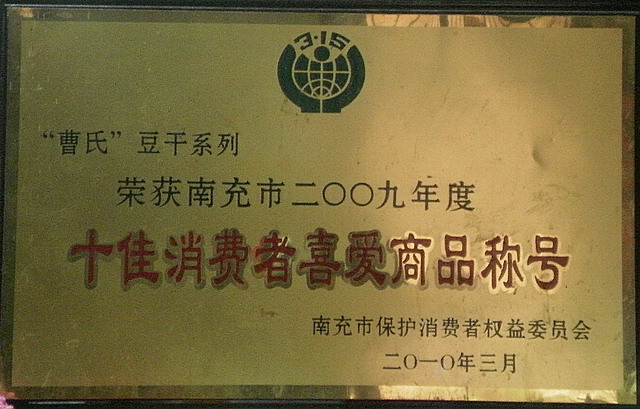 3·15
“曹氏”豆干系列
荣获南充市二〇〇九年度
十佳消费者喜爱商品称号
南充市保护消费者权益委员会
二〇一〇年三月